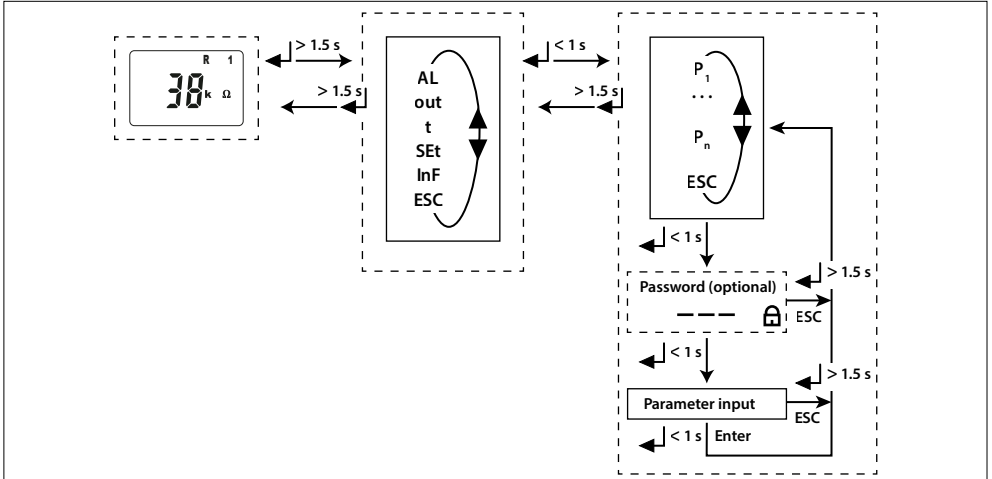 R 1
38 k Ω
> 1.5 s
> 1.5 s
AL
out
t
SEt
InF
ESC
< 1 s
> 1.5 s
P1
...
Pn
ESC
< 1 s
> 1.5 s
Password (optional)
– – –
ESC
< 1 s
> 1.5 s
Parameter input
ESC
< 1 s Enter